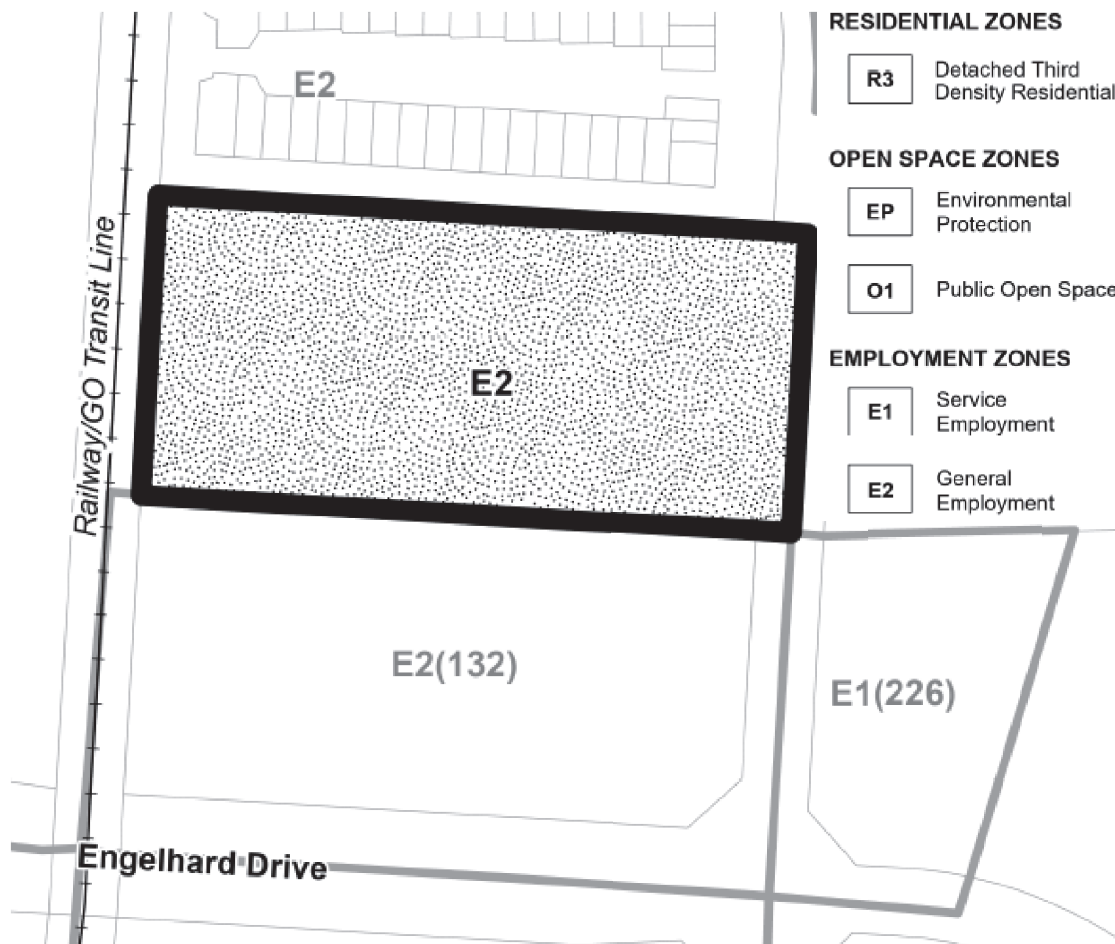 E2
Railway/GO Transit Line
E2
E2(132)
E1(226)
Engelhard Drive
RESIDENTIAL ZONES
R3
Detached Third
Density Residential
OPEN SPACE ZONES
EP
Environmental
Protection
O1
Public Open Space
EMPLOYMENT ZONES
E1
Service
Employment
E2
General
Employment